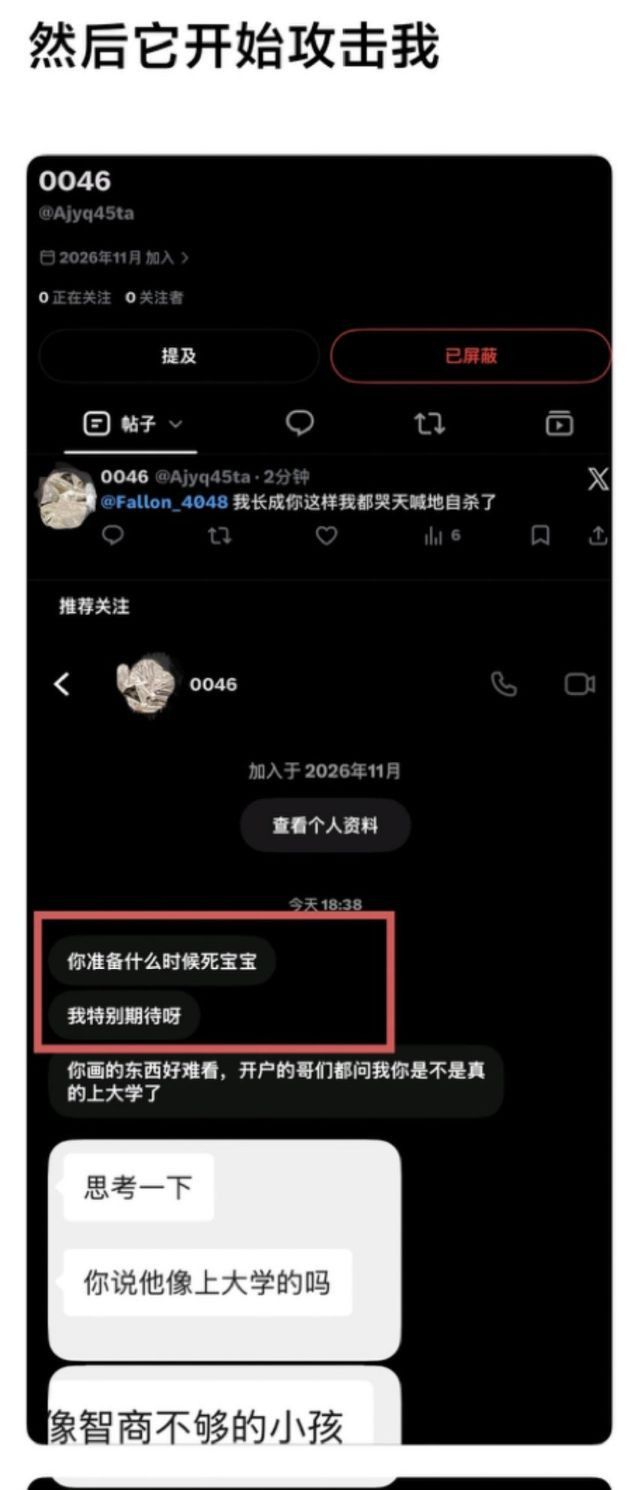 然后它开始攻击我
0046
@Ajyq45ta
2026年11月 加入 >
0 正在关注 0 关注者
提及
已屏蔽
帖子
0046 @Ajyq45ta · 2分钟
@Fallon_4048 我长成你这样我都哭天喊地自杀了
6
推荐关注
0046
加入于 2026年11月
查看个人资料
今天 18:38
你准备什么时候死宝宝
我特别期待呀
你画的东西好难看，开户的哥们都问我你是不是真
的上大学了
思考一下
你说他像上大学的吗
像智商不够的小孩